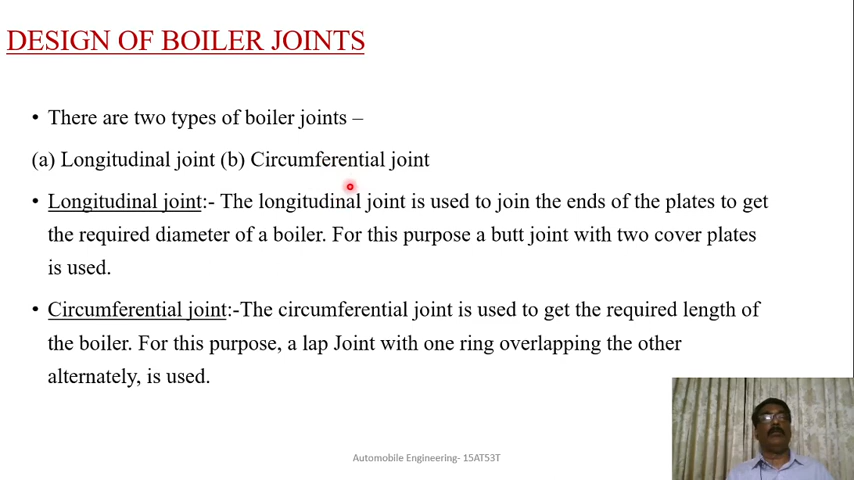 DESIGN OF BOILER JOINTS
• There are two types of boiler joints –
(a) Longitudinal joint (b) Circumferential joint
• Longitudinal joint:- The longitudinal joint is used to join the ends of the plates to get
the required diameter of a boiler. For this purpose a butt joint with two cover plates
is used.
• Circumferential joint:-The circumferential joint is used to get the required length of
the boiler. For this purpose, a lap Joint with one ring overlapping the other
alternately, is used.
Automobile Engineering- 15AT53T